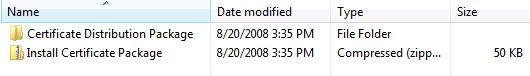 Name Date modified Type Size
Certificate Distribution Package 8/20/2008 3:35 PM File Folder
Install Certificate Package 8/20/2008 3:35 PM Compressed (zipp... 50 KB